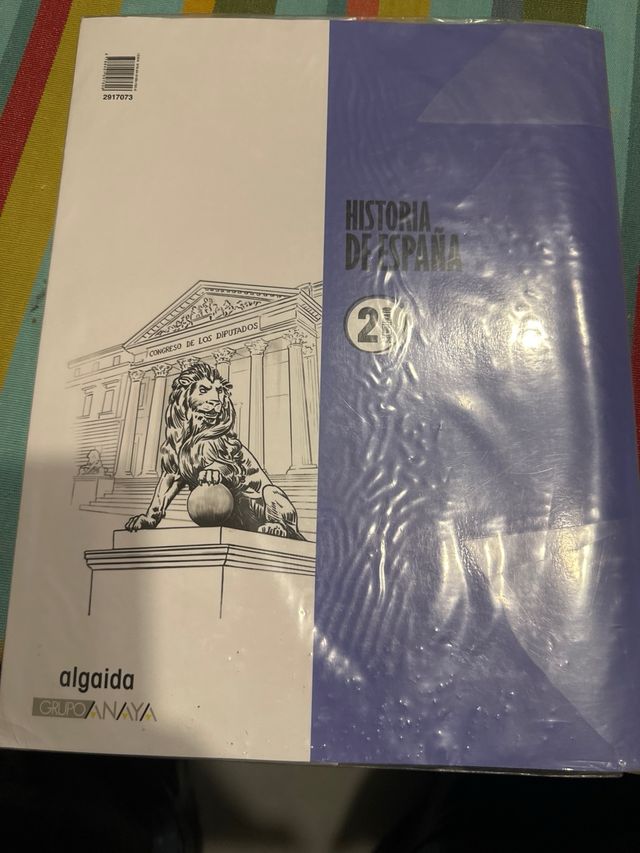 2917073
HISTORIA
DE ESPAÑA
2
CONGRESO DE LOS DIPUTADOS
algaida
GRUPO ANAYA